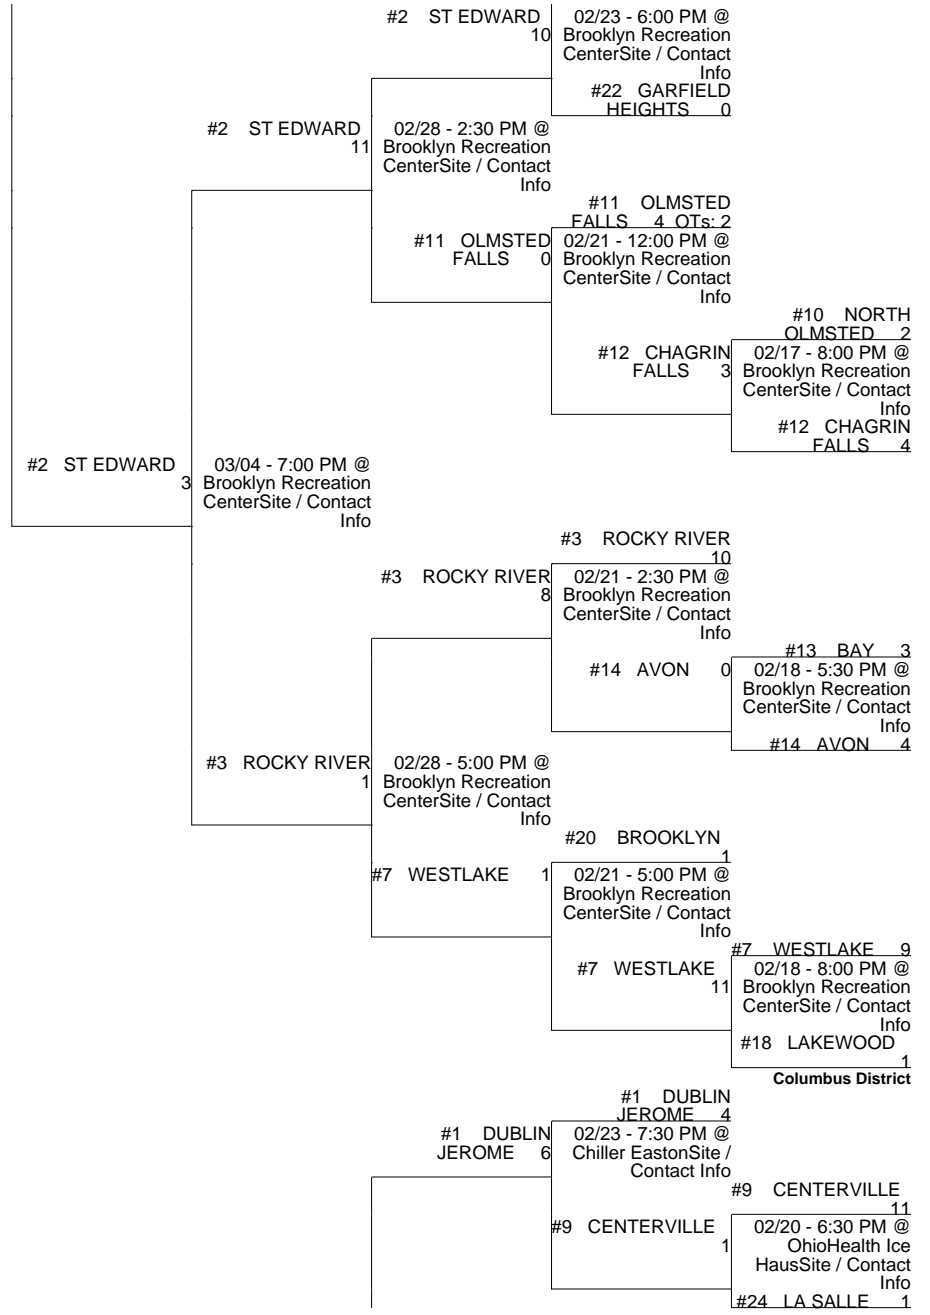 #2 ST EDWARD
10
02/23 - 6:00 PM @
Brooklyn Recreation
CenterSite / Contact
Info
#22 GARFIELD
HEIGHTS 0
#2 ST EDWARD
11
02/28 - 2:30 PM @
Brooklyn Recreation
CenterSite / Contact
Info
#11 OLMSTED
FALLS 4 OTs: 2
#11 OLMSTED
FALLS 0
02/21 - 12:00 PM @
Brooklyn Recreation
CenterSite / Contact
Info
#10 NORTH
OLMSTED 2
#12 CHAGRIN
FALLS 3
02/17 - 8:00 PM @
Brooklyn Recreation
CenterSite / Contact
Info
#12 CHAGRIN
FALLS 4
#2 ST EDWARD
3
03/04 - 7:00 PM @
Brooklyn Recreation
CenterSite / Contact
Info
#3 ROCKY RIVER
10
#3 ROCKY RIVER
8
02/21 - 2:30 PM @
Brooklyn Recreation
CenterSite / Contact
Info
#13 BAY 3
#14 AVON 0
02/18 - 5:30 PM @
Brooklyn Recreation
CenterSite / Contact
Info
#14 AVON 4
#3 ROCKY RIVER
1
02/28 - 5:00 PM @
Brooklyn Recreation
CenterSite / Contact
Info
#20 BROOKLYN
1
#7 WESTLAKE 1
02/21 - 5:00 PM @
Brooklyn Recreation
CenterSite / Contact
Info
#7 WESTLAKE 9
#7 WESTLAKE
11
02/18 - 8:00 PM @
Brooklyn Recreation
CenterSite / Contact
Info
#18 LAKEWOOD
1
Columbus District
#1 DUBLIN
JEROME 4
#1 DUBLIN
JEROME 6
02/23 - 7:30 PM @
Chiller EastonSite /
Contact Info
#9 CENTERVILLE
11
#9 CENTERVILLE
1
02/20 - 6:30 PM @
OhioHealth Ice
HausSite / Contact
Info
#24 LA SALLE 1